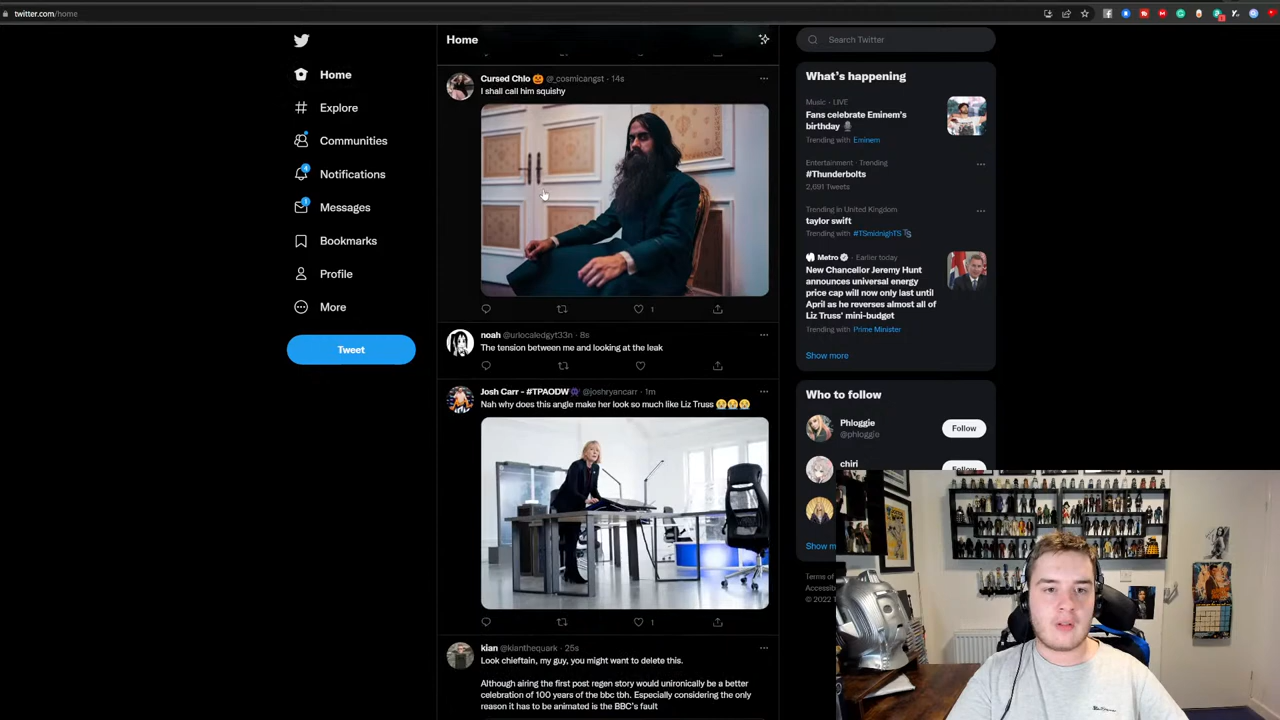 twitter.com/home
Home
Explore
Communities
Notifications
Messages
Bookmarks
Profile
More
Tweet
Home
Cursed Chlo 🎃 @_cosmicangst · 14s
I shall call him squishy
1
noah @urlocaledgyt33n · 8s
The tension between me and looking at the leak
Josh Carr - #TPAODW @joshryancarr · 1m
Nah why does this angle make her look so much like Liz Truss 😭😭😭
1
kian @kianthequark · 25s
Look chieftain, my guy, you might want to delete this.
Although airing the first post regen story would unironically be a better
celebration of 100 years of the bbc tbh. Especially considering the only
reason it has to be animated is the BBC's fault
Search Twitter
What's happening
Music · LIVE
Fans celebrate Eminem's
birthday
Trending with Eminem
Entertainment · Trending
#Thunderbolts
2,691 Tweets
Trending in United Kingdom
taylor swift
Trending with #TSmidnighTS
Metro · Earlier today
New Chancellor Jeremy Hunt
announces universal energy
price cap will now only last until
April as he reverses almost all of
Liz Truss' mini-budget
Trending with Prime Minister
Show more
Who to follow
Phloggie
@phloggie
Follow
chiri
Follow
Show m
Terms of
Accessib
© 2022 T